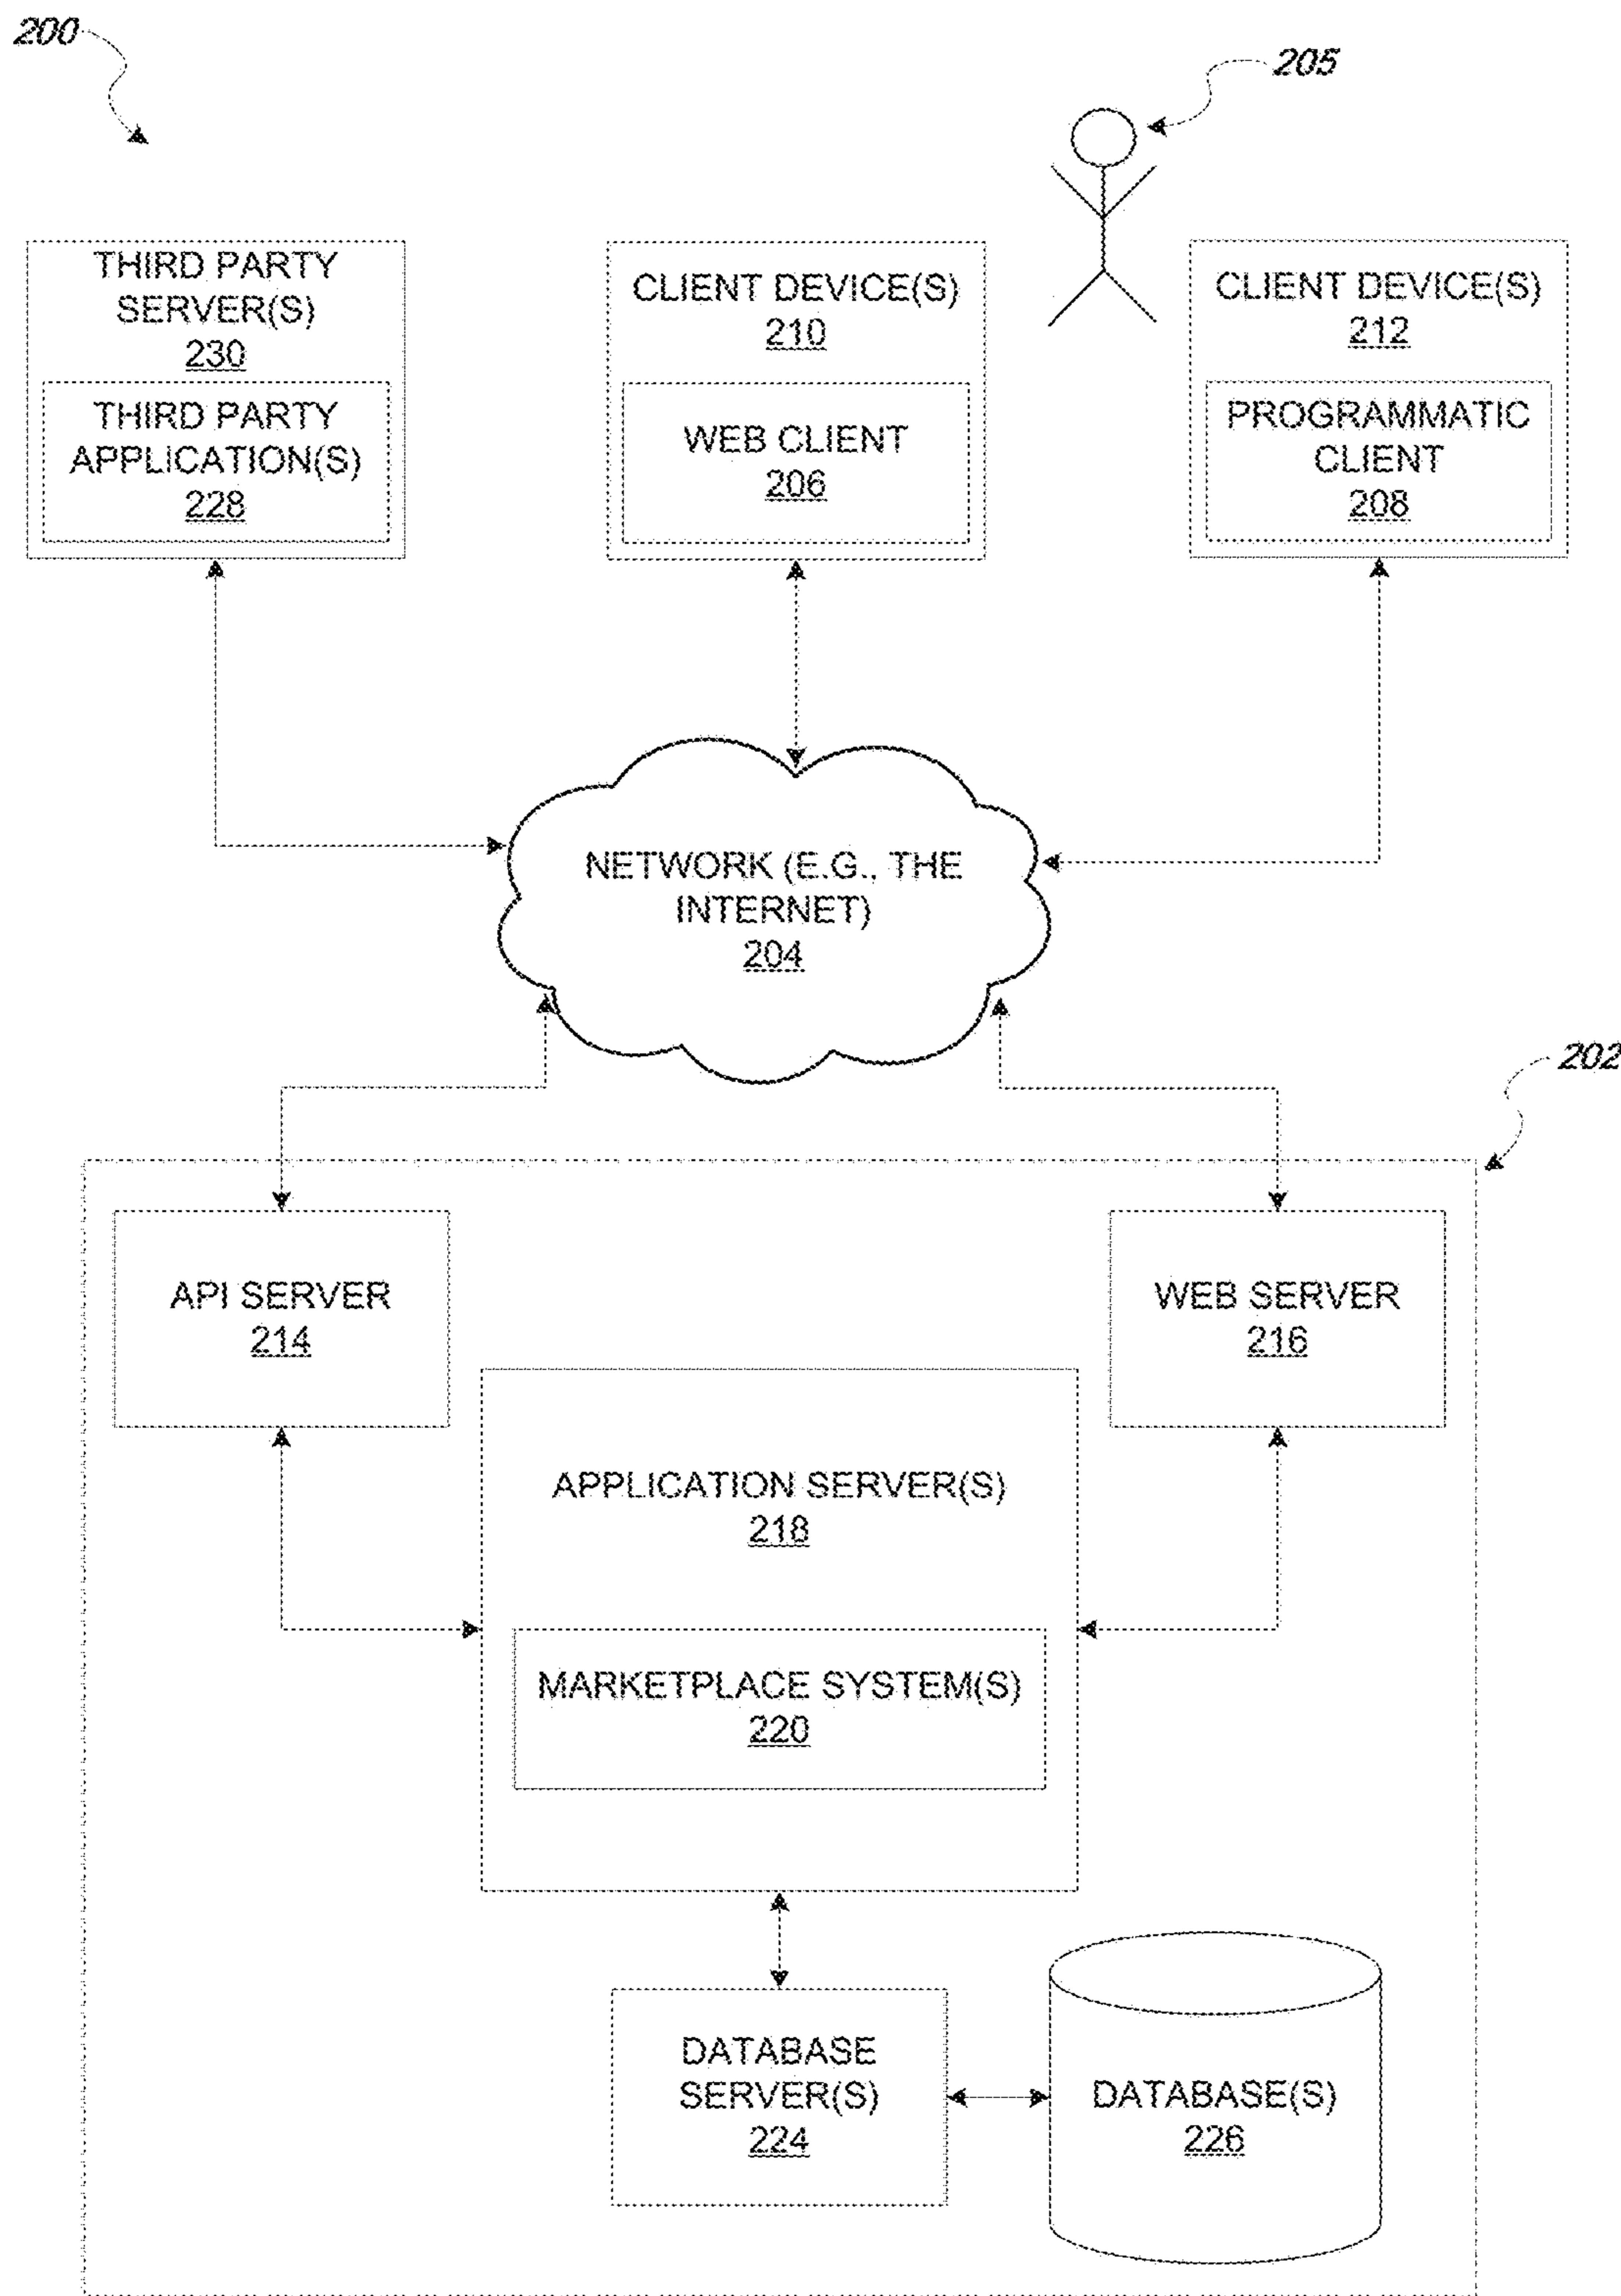 200
205
THIRD PARTY
SERVER(S)
230
THIRD PARTY
APPLICATION(S)
228
CLIENT DEVICE(S)
210
WEB CLIENT
206
CLIENT DEVICE(S)
212
PROGRAMMATIC
CLIENT
208
NETWORK (E.G., THE
INTERNET)
204
202
API SERVER
214
WEB SERVER
216
APPLICATION SERVER(S)
218
MARKETPLACE SYSTEM(S)
220
DATABASE
SERVER(S)
224
DATABASE(S)
226